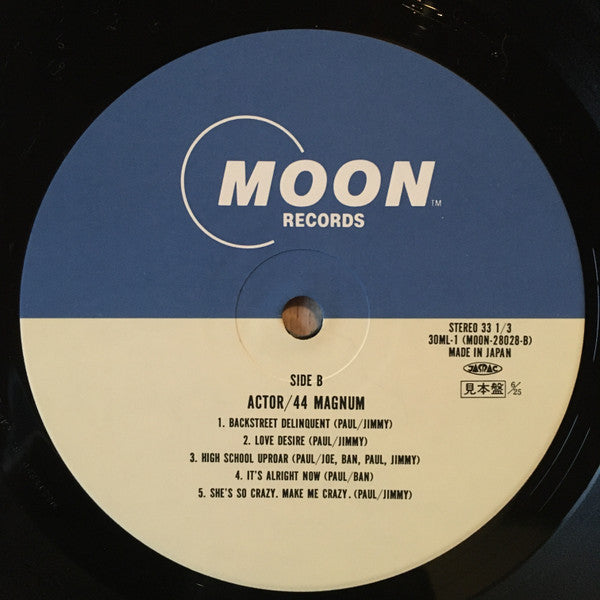 MOON TM
RECORDS
STEREO 33 1/3
30ML-1 (MOON-28028-B)
MADE IN JAPAN
JASRAC
見本盤 6/25
SIDE B
ACTOR/44 MAGNUM
1. BACKSTREET DELINQUENT (PAUL/JIMMY)
2. LOVE DESIRE (PAUL/JIMMY)
3. HIGH SCHOOL UPROAR (PAUL/JOE, BAN, PAUL, JIMMY)
4. IT'S ALRIGHT NOW (PAUL/BAN)
5. SHE'S SO CRAZY. MAKE ME CRAZY. (PAUL/JIMMY)